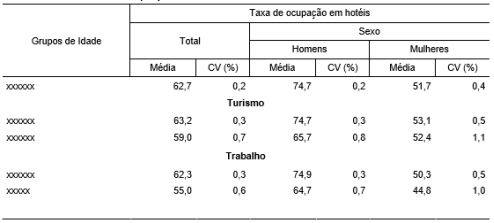 Taxa de ocupação em hotéis
Grupos de Idade Total Sexo
Homens Mulheres
Média CV (%) Média CV (%) Média CV (%)
xxxxxx 62,7 0,2 74,7 0,2 51,7 0,4
Turismo
xxxxxx 63,2 0,3 74,7 0,3 53,1 0,5
xxxxxx 59,0 0,7 65,7 0,8 52,4 1,1
Trabalho
xxxxxx 62,3 0,3 74,9 0,3 50,3 0,5
xxxxx 55,0 0,6 64,7 0,7 44,8 1,0